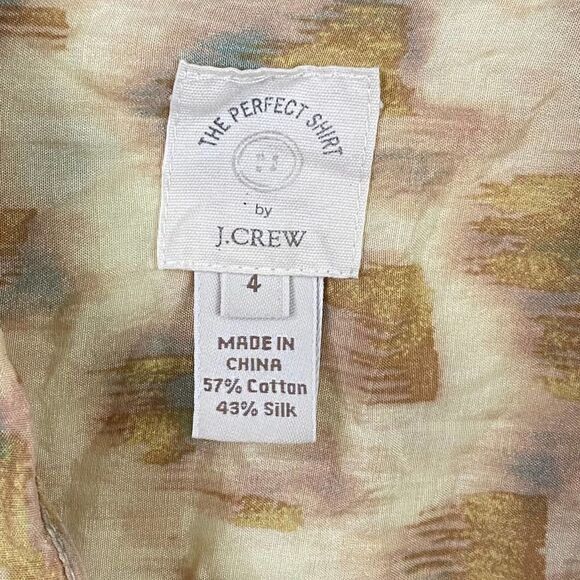 THE PERFECT SHIRT
by
J.CREW
4
MADE IN
CHINA
57% Cotton
43% Silk